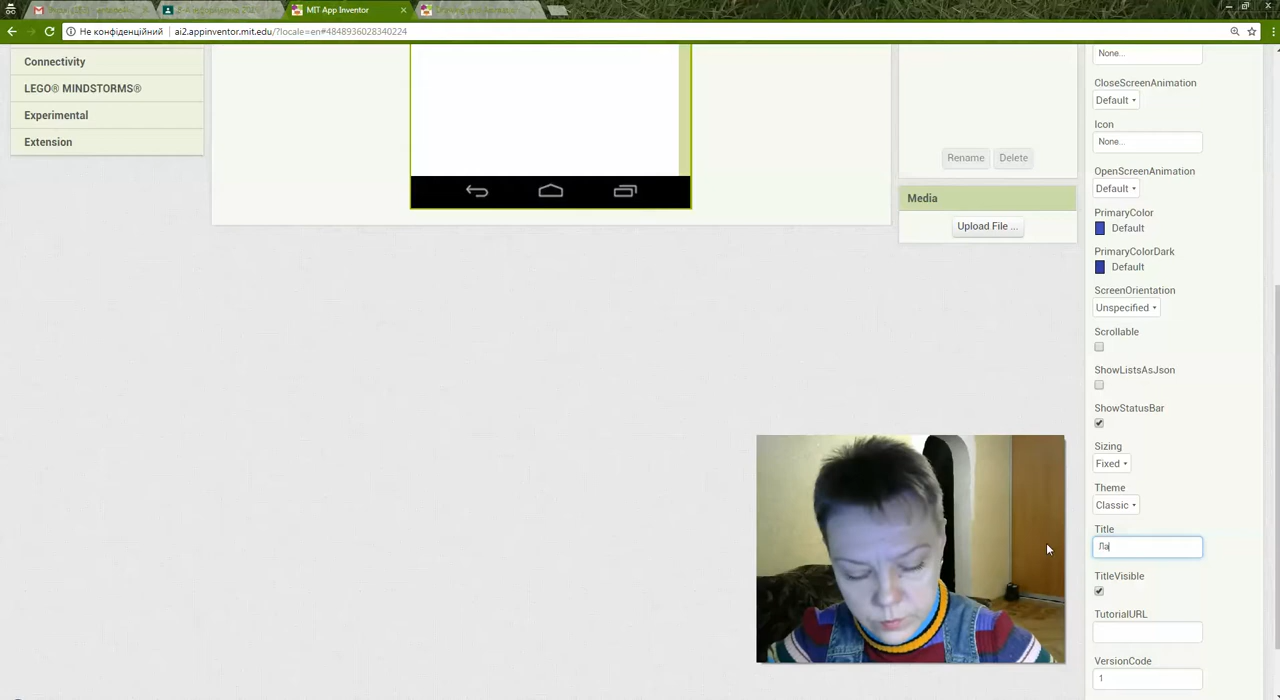 MIT App Inventor
Не конфіденційний
ai2.appinventor.mit.edu/?locale=en#4848936028340224
Connectivity
LEGO® MINDSTORMS®
Experimental
Extension
Rename
Delete
Media
Upload File ...
None...
CloseScreenAnimation
Default
Icon
None...
OpenScreenAnimation
Default
PrimaryColor
Default
PrimaryColorDark
Default
ScreenOrientation
Unspecified
Scrollable
ShowListsAsJson
ShowStatusBar
Sizing
Fixed
Theme
Classic
Title
Ла
TitleVisible
TutorialURL
VersionCode
1